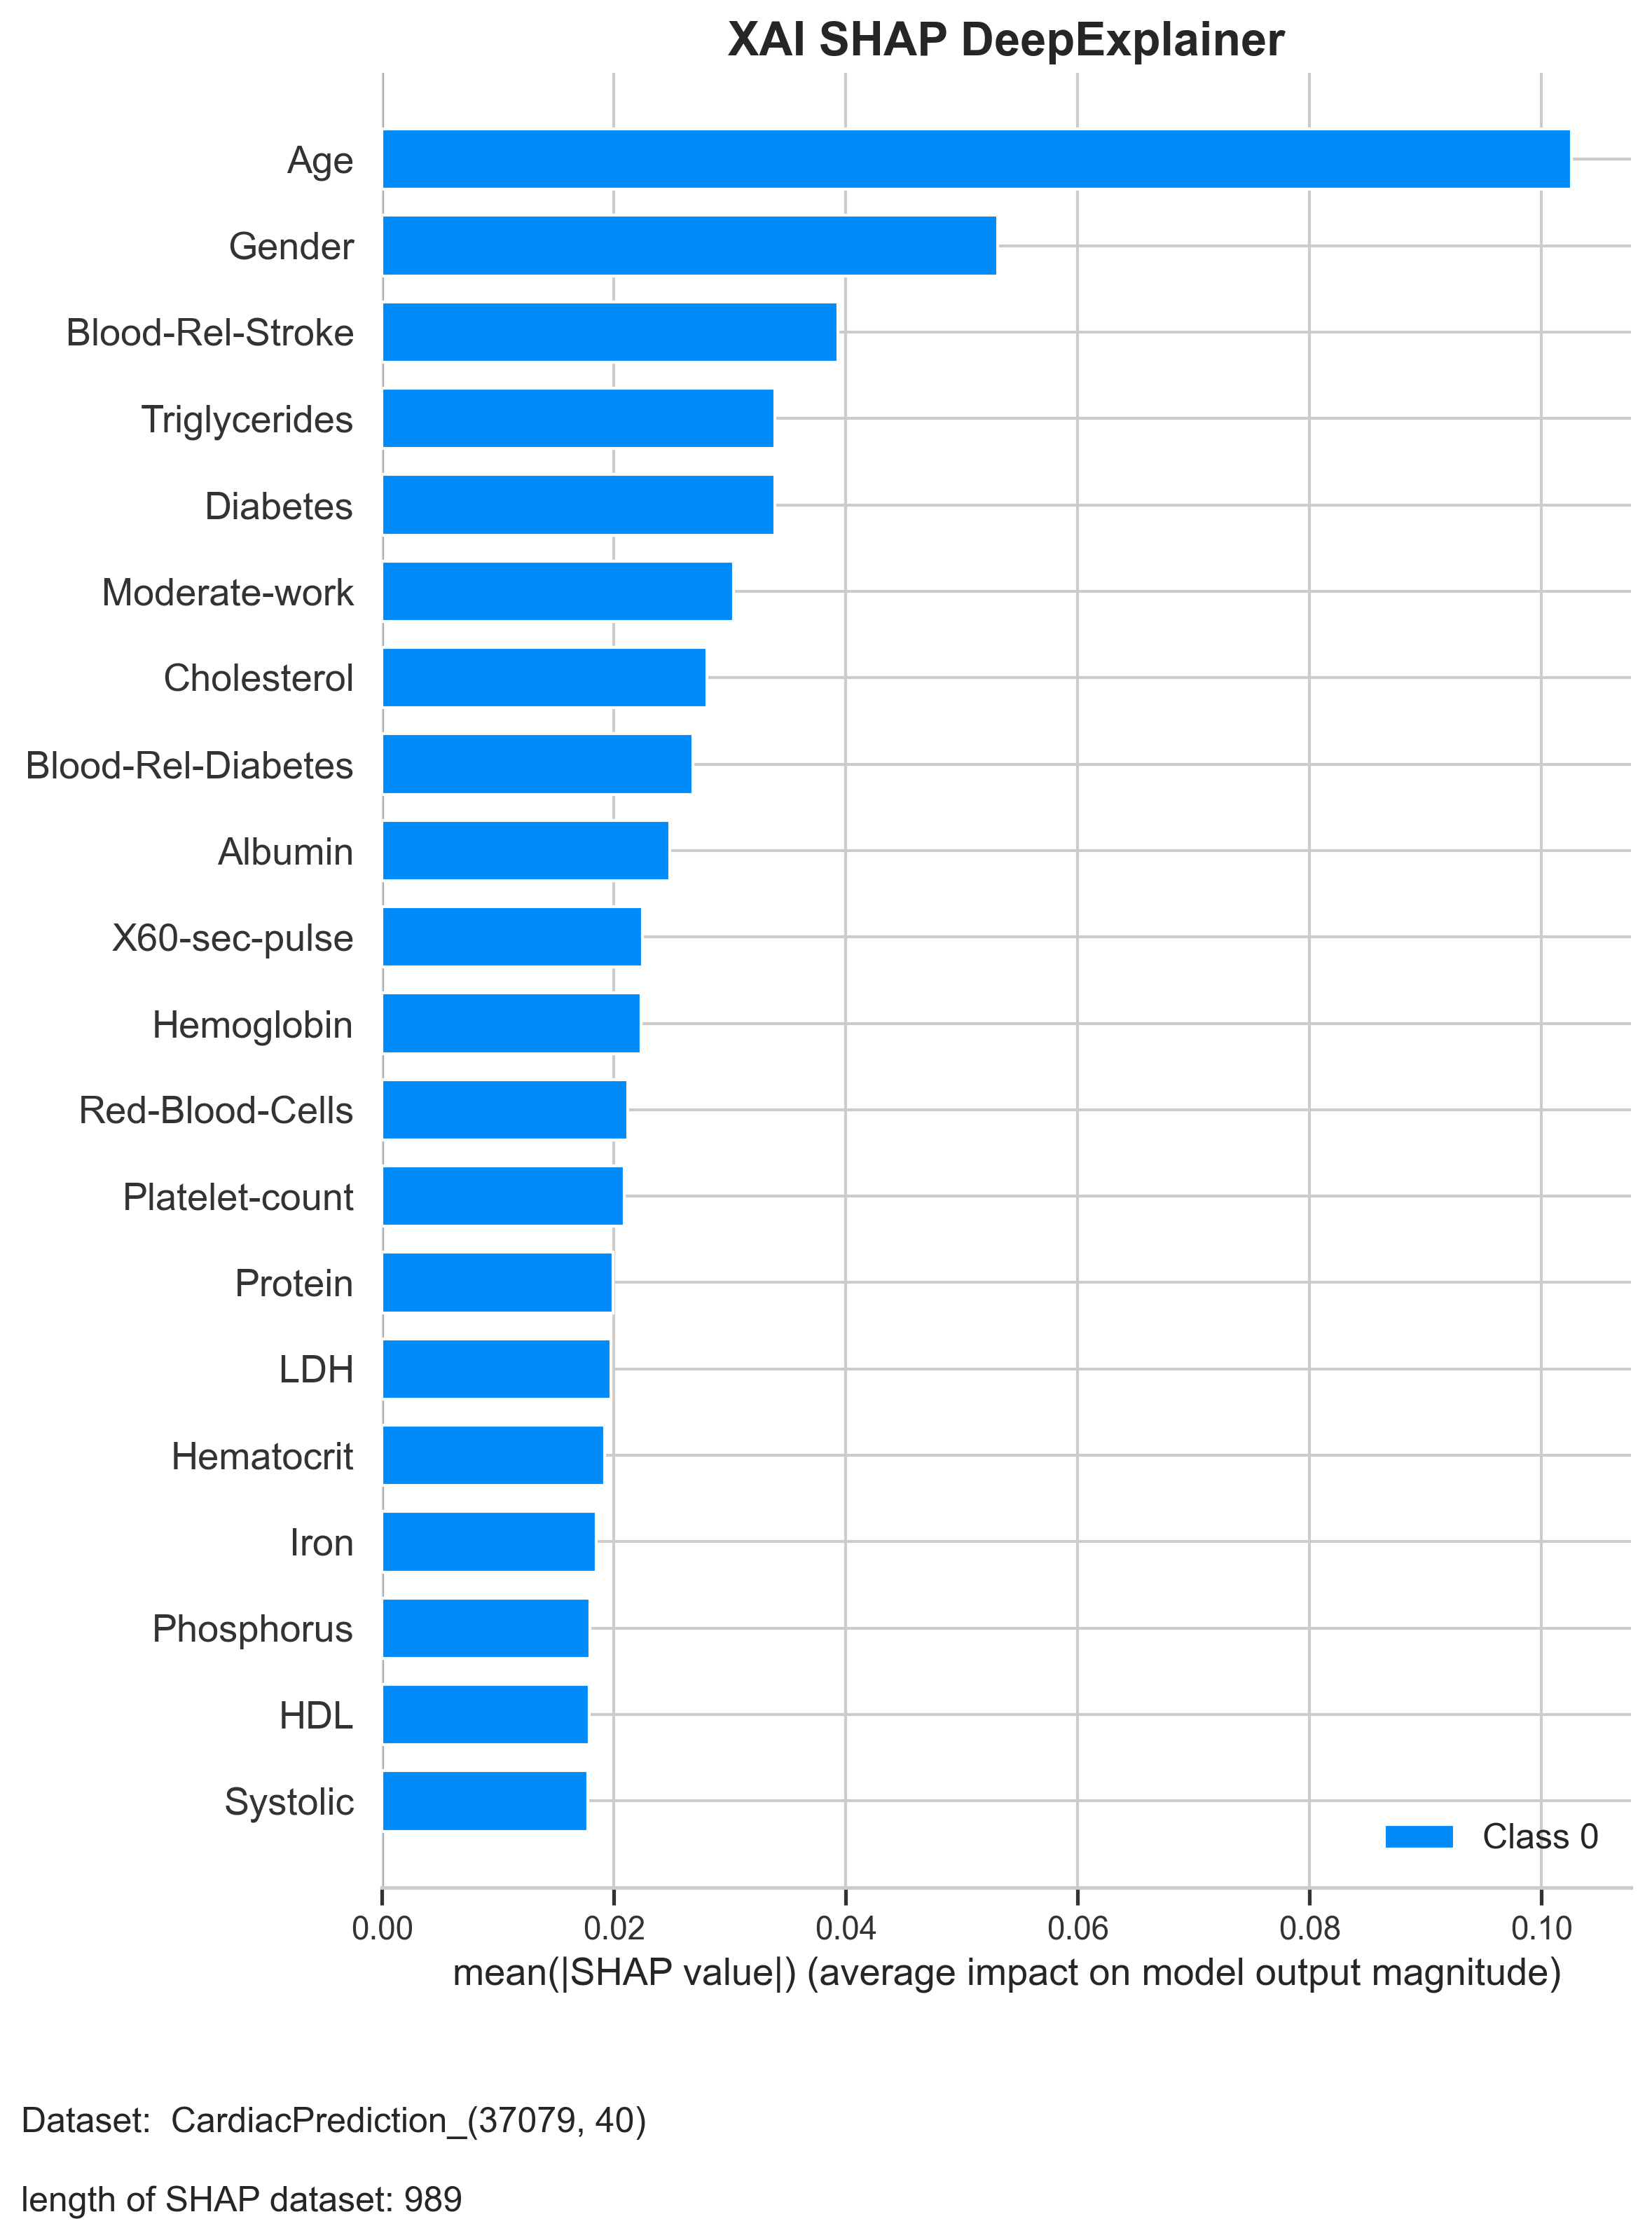 XAI SHAP DeepExplainer
Age
Gender
Blood-Rel-Stroke
Triglycerides
Diabetes
Moderate-work
Cholesterol
Blood-Rel-Diabetes
Albumin
X60-sec-pulse
Hemoglobin
Red-Blood-Cells
Platelet-count
Protein
LDH
Hematocrit
Iron
Phosphorus
HDL
Systolic
Class 0
0.00 0.02 0.04 0.06 0.08 0.10
mean(|SHAP value|) (average impact on model output magnitude)
Dataset:  CardiacPrediction_(37079, 40)
length of SHAP dataset: 989